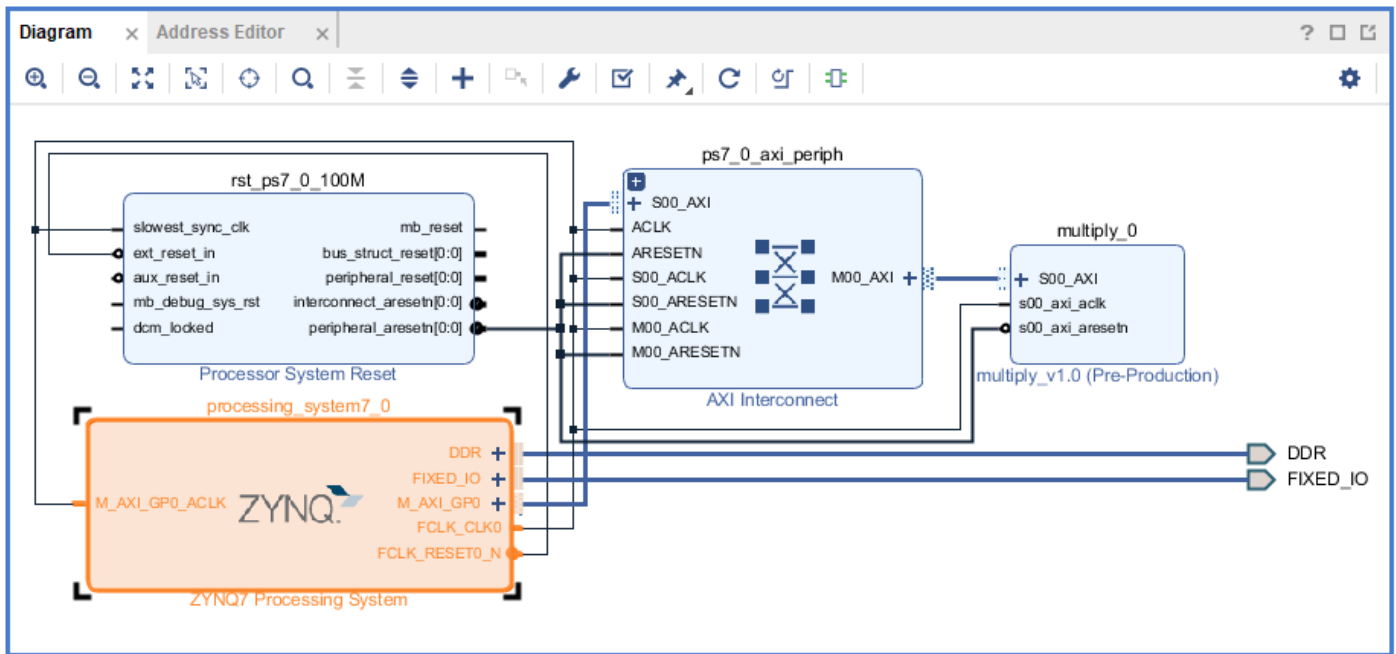 Diagram
Address Editor
rst_ps7_0_100M
slowest_sync_clk
ext_reset_in
aux_reset_in
mb_debug_sys_rst
dcm_locked
mb_reset
bus_struct_reset[0:0]
peripheral_reset[0:0]
interconnect_aresetn[0:0]
peripheral_aresetn[0:0]
Processor System Reset
ps7_0_axi_periph
S00_AXI
ACLK
ARESETN
S00_ACLK
S00_ARESETN
M00_ACLK
M00_ARESETN
M00_AXI
AXI Interconnect
multiply_0
S00_AXI
s00_axi_aclk
s00_axi_aresetn
multiply_v1.0 (Pre-Production)
processing_system7_0
M_AXI_GP0_ACLK
ZYNQ.
DDR
FIXED_IO
M_AXI_GP0
FCLK_CLK0
FCLK_RESET0_N
ZYNQ7 Processing System
DDR
FIXED_IO